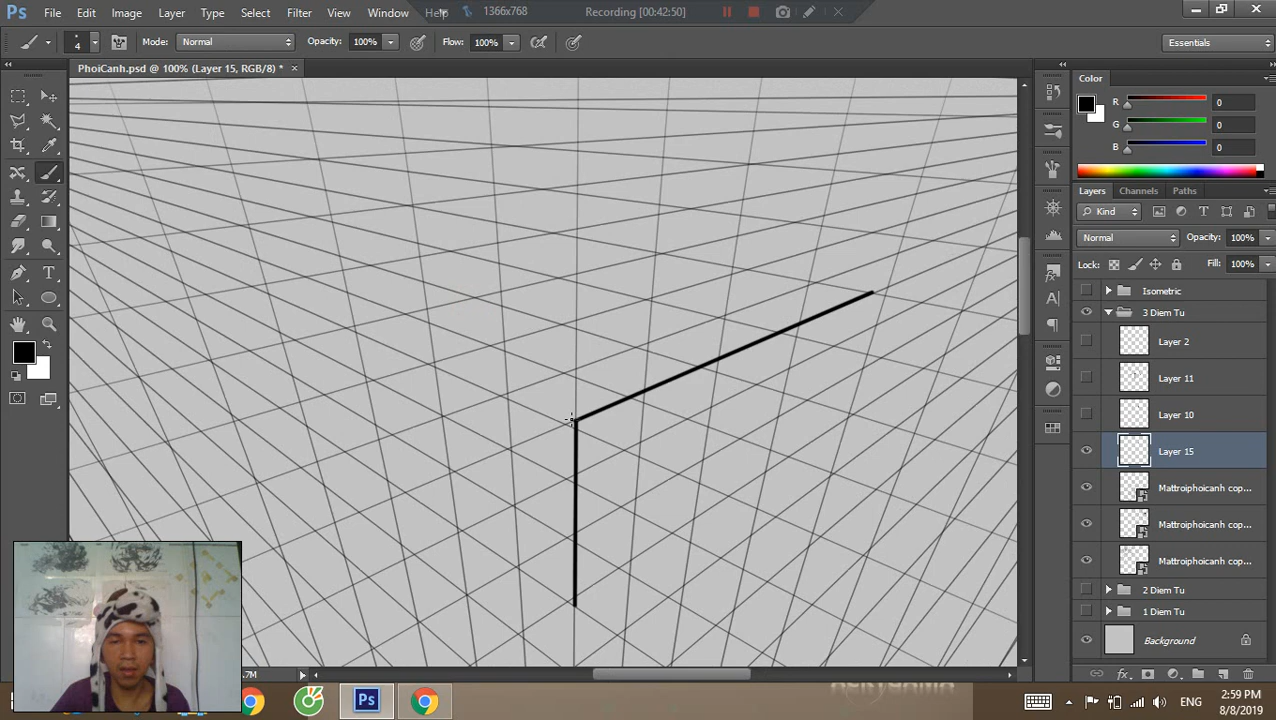 Ps File Edit Image Layer Type Select Filter View Window Help 1366x768 Recording [00:42:50]
4 Mode: Normal Opacity: 100% Flow: 100% Essentials
PhoiCanh.psd @ 100% (Layer 15, RGB/8) * ×
Color
R 0
G 0
B 0
Layers Channels Paths
Kind
Normal Opacity: 100%
Lock: Fill: 100%
Isometric
3 Diem Tu
Layer 2
Layer 11
Layer 10
Layer 15
Mattroiphoicanh cop...
Mattroiphoicanh cop...
Mattroiphoicanh cop...
2 Diem Tu
1 Diem Tu
Background
.7M
Ps ENG 2:59 PM
8/8/2019